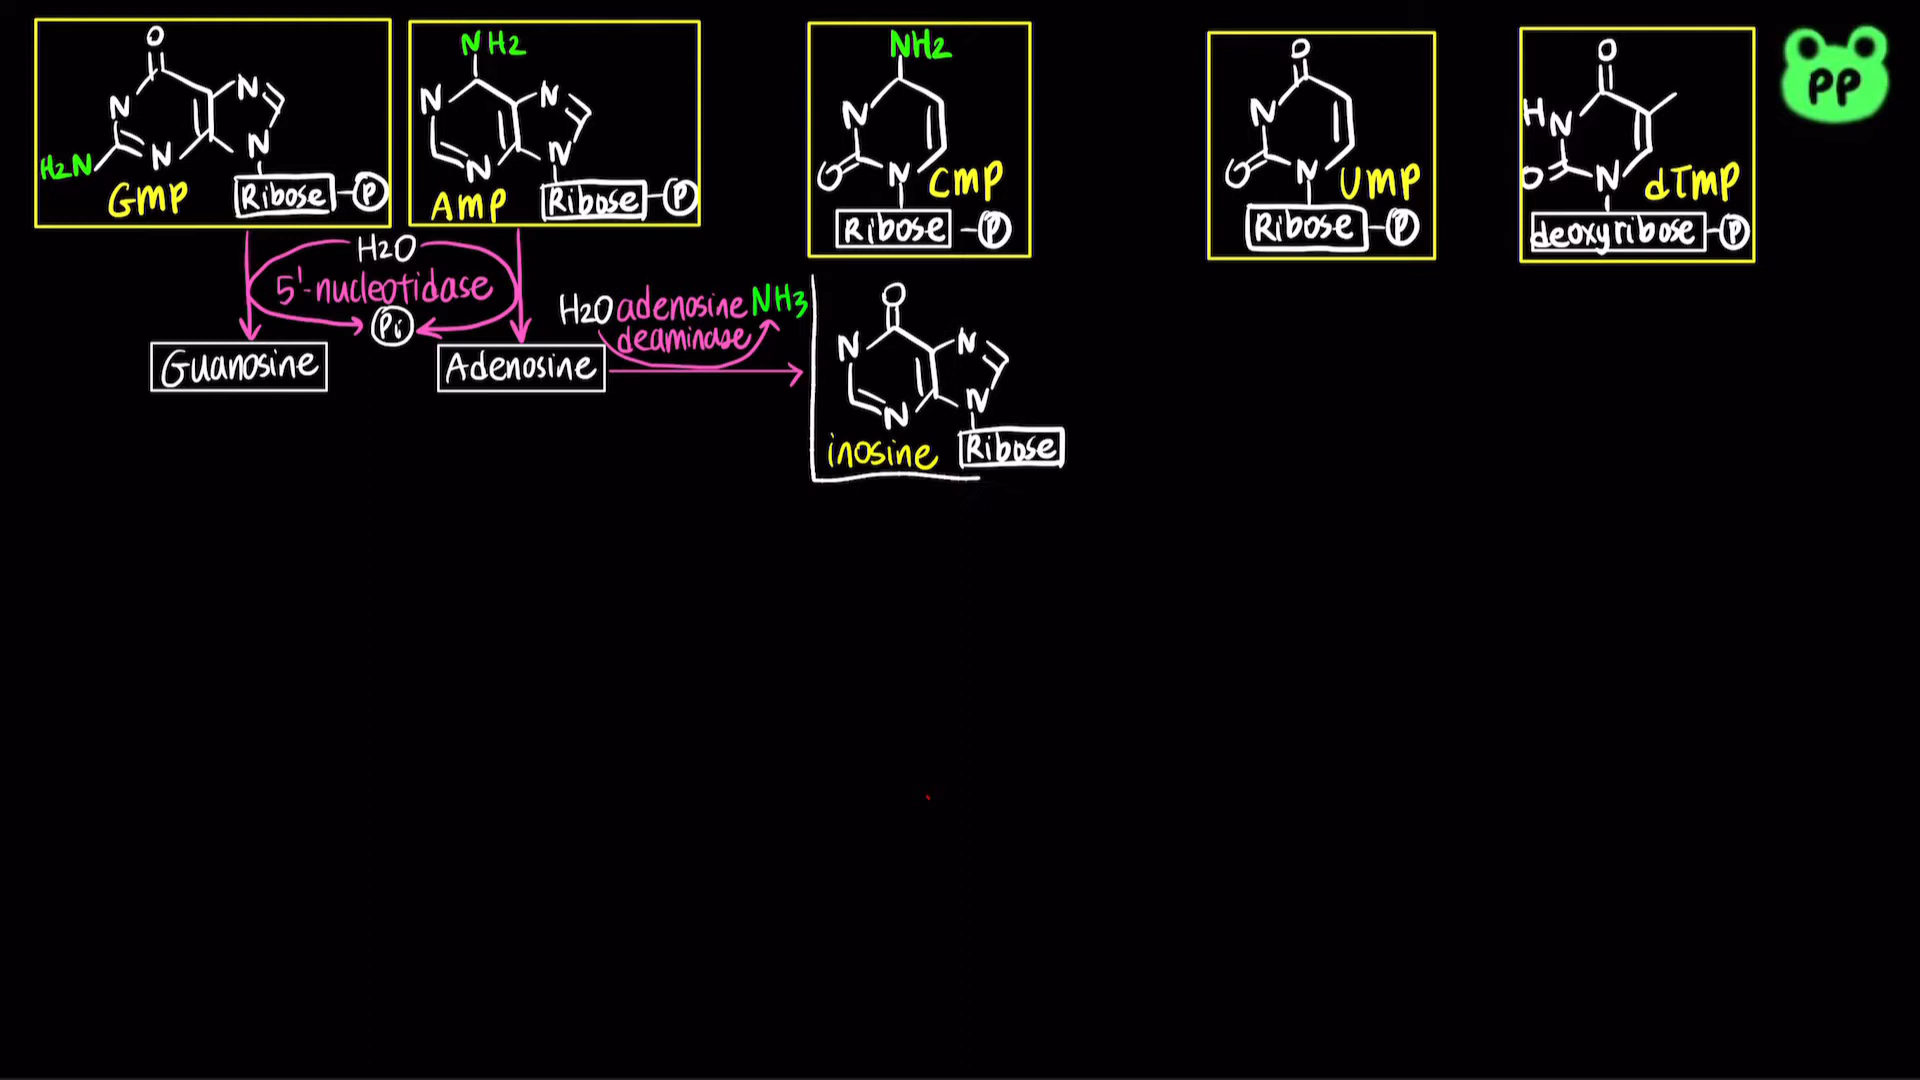 O
N
N
N
N
H2N
GMP
Ribose
P
NH2
N
N
N
N
AMP
Ribose
P
NH2
N
O
N
CMP
Ribose
P
O
N
O
N
UMP
Ribose
P
O
HN
O
N
dTMP
deoxyribose
P
PP
H2O
5'-nucleotidase
Pi
Guanosine
Adenosine
H2O
adenosine
deaminase
NH3
O
N
N
N
N
inosine
Ribose